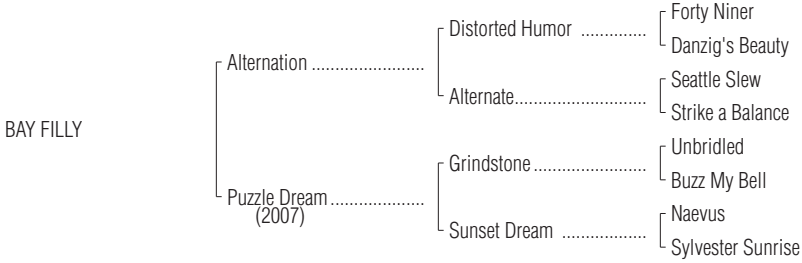 Forty Niner
Distorted Humor ..............
Danzig's Beauty
Alternation ........................
Seattle Slew
Alternate............................
Strike a Balance
BAY FILLY
Unbridled
Grindstone ........................
Buzz My Bell
Puzzle Dream ....................
(2007)
Naevus
Sunset Dream ..................
Sylvester Sunrise